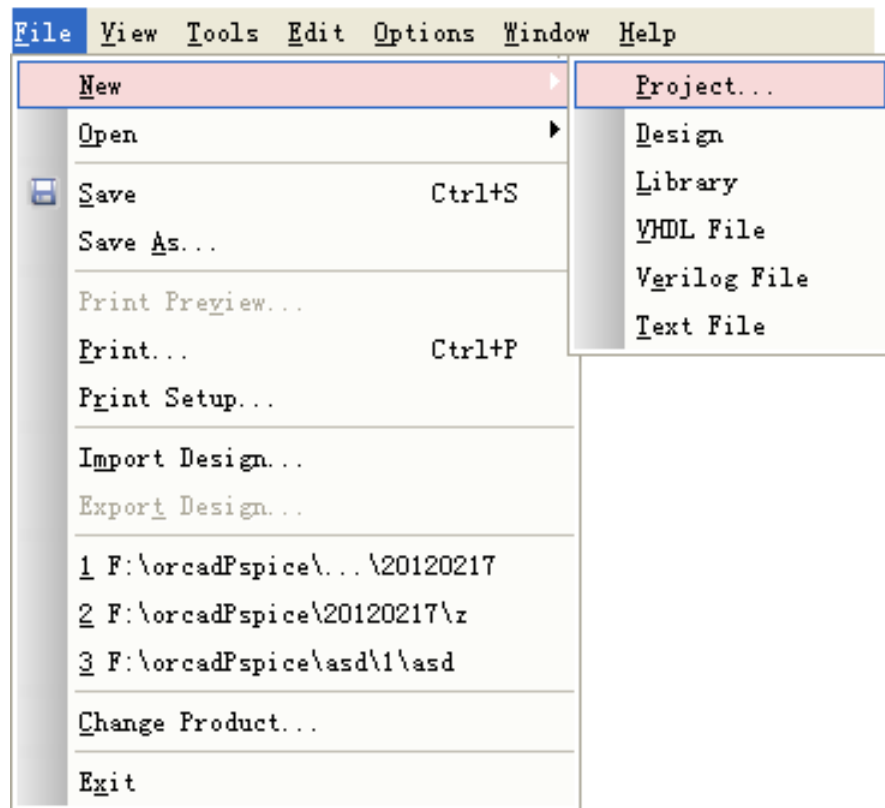 File View Tools Edit Options Window Help
New
Open
Save Ctrl+S
Save As...
Print Preview...
Print... Ctrl+P
Print Setup...
Import Design...
Export Design...
1 F:\orcadPspice\...\20120217
2 F:\orcadPspice\20120217\z
3 F:\orcadPspice\asd\1\asd
Change Product...
Exit
Project...
Design
Library
VHDL File
Verilog File
Text File